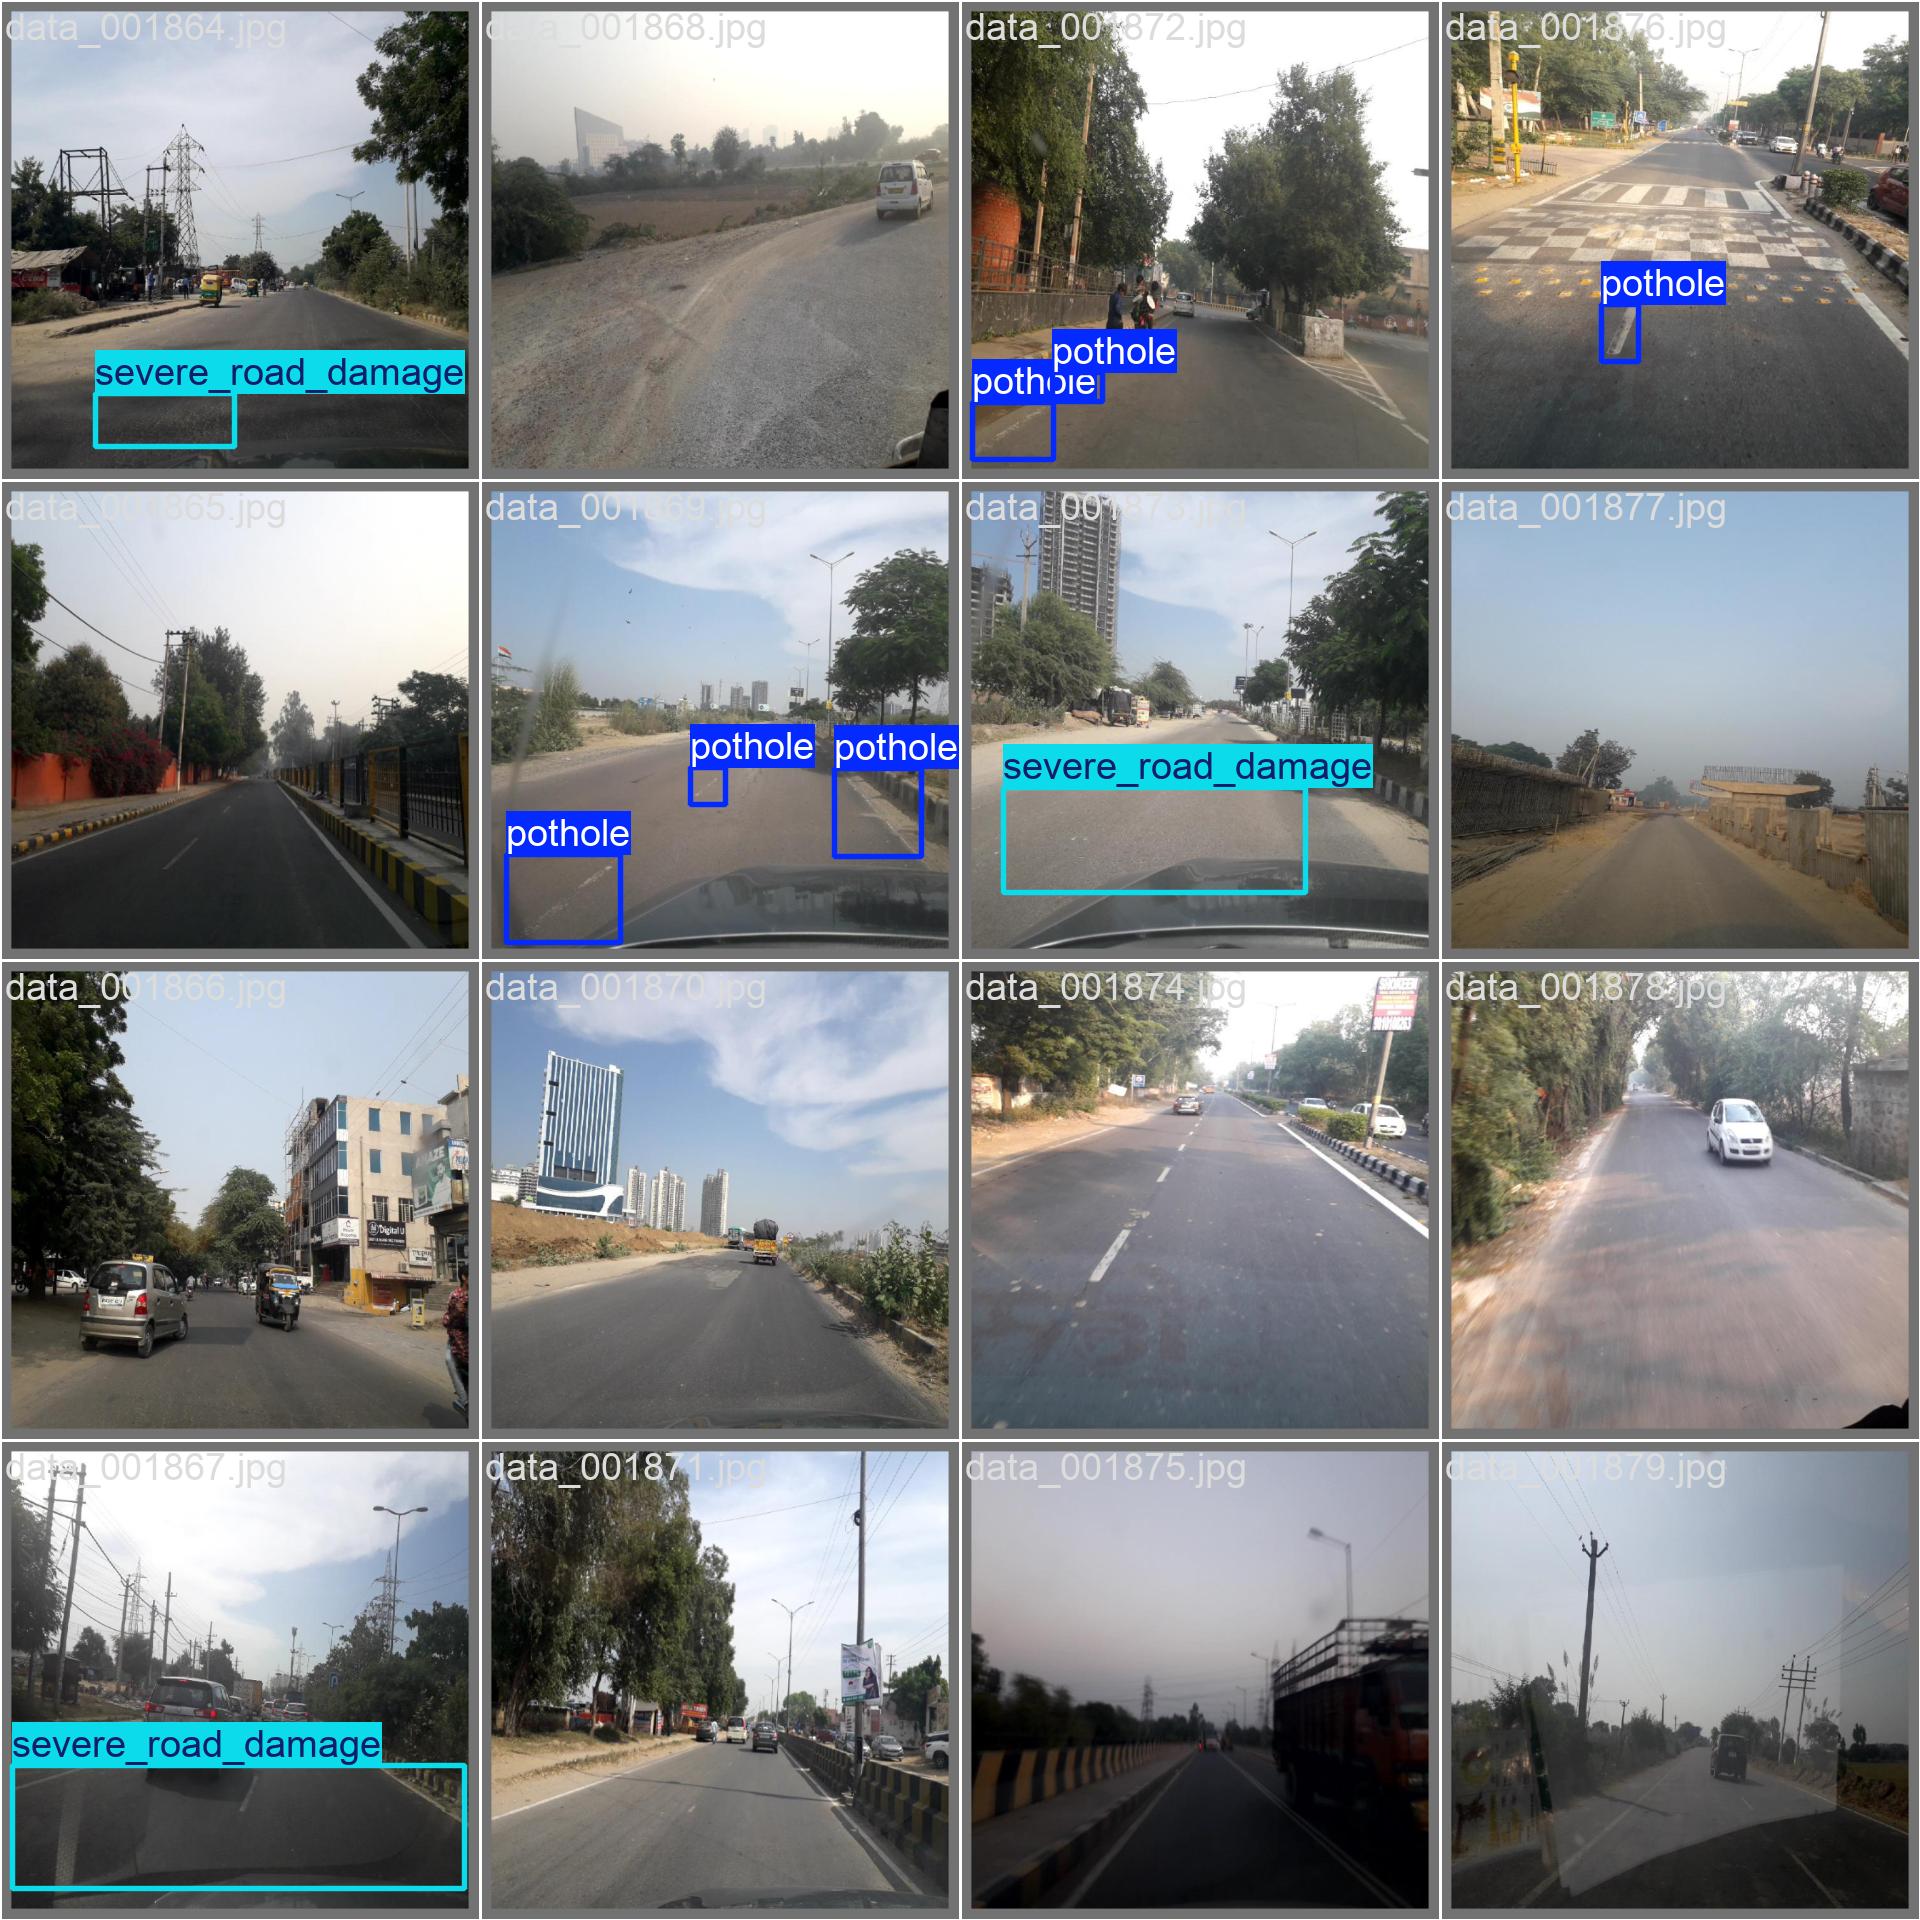 data_001864.jpg
data_001868.jpg
data_001872.jpg
data_001876.jpg
severe_road_damage
pothole
pothole
pothole
data_001865.jpg
data_001869.jpg
data_001873.jpg
data_001877.jpg
pothole
pothole
pothole
severe_road_damage
data_001866.jpg
data_001870.jpg
data_001874.jpg
data_001878.jpg
Digital U
data_001867.jpg
data_001871.jpg
data_001875.jpg
data_001879.jpg
severe_road_damage